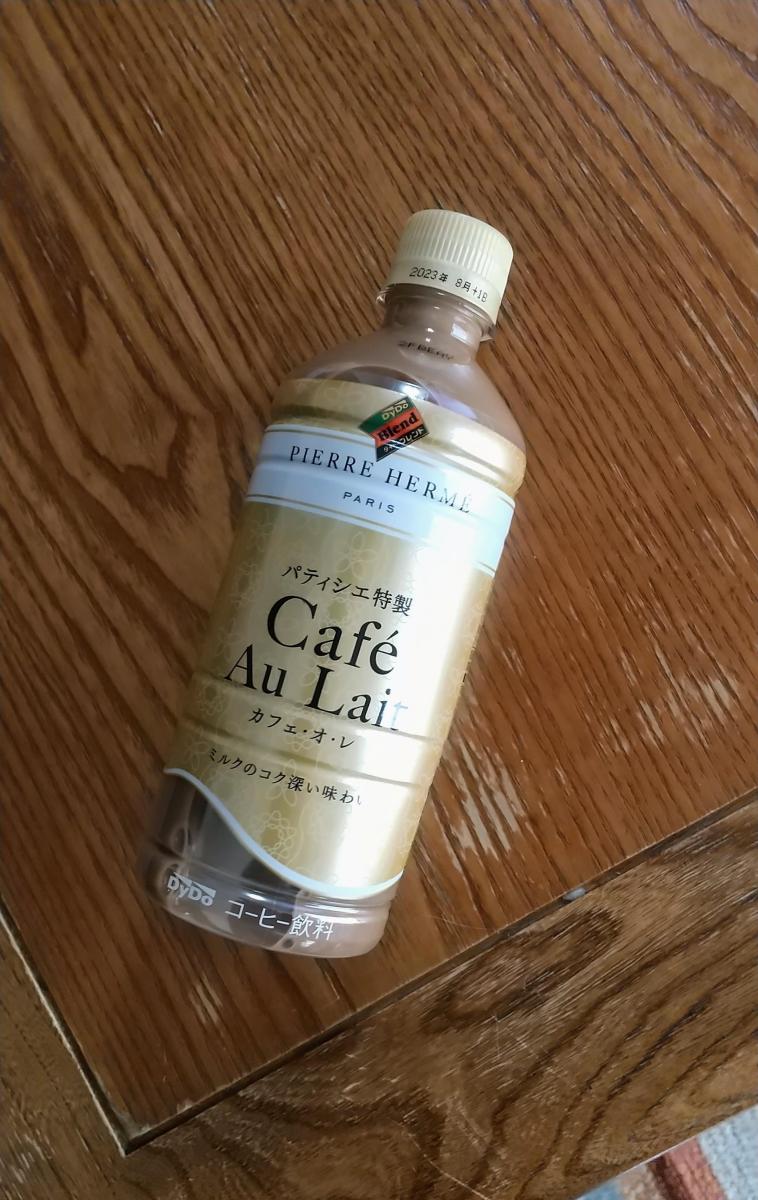 2023年 8月
DyDo
Blend
PIERRE HERMÉ
PARIS
パティシエ特製
Café
Au Lait
カフェ・オ・レ
ミルクのコク深い味わい
DyDo
コーヒー飲料